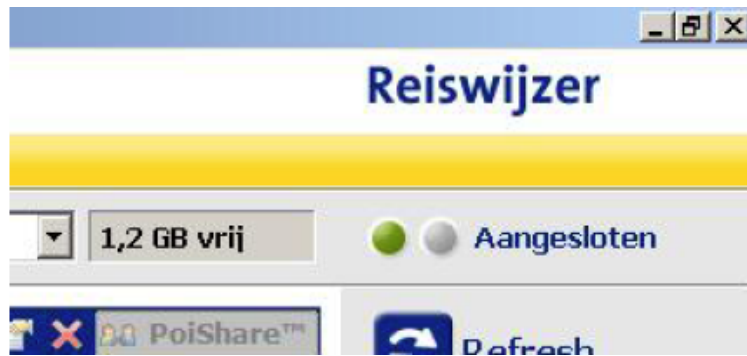 Reiswijzer
1,2 GB vrij
Aangesloten
PoiShare™
Refresh